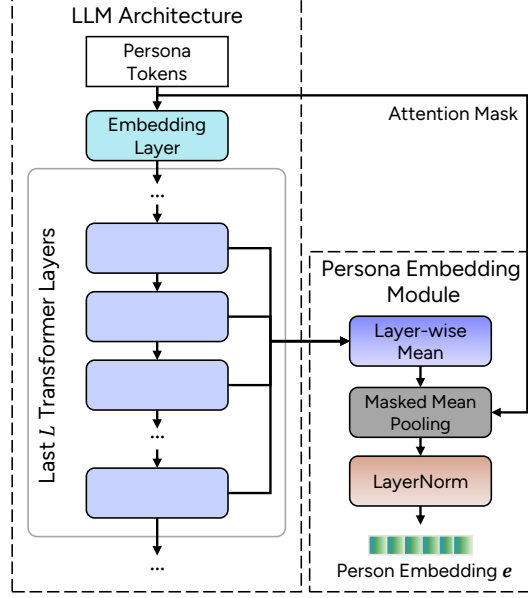 LLM Architecture
Persona
Tokens
Attention Mask
Embedding
Layer
...
Last L Transformer Layers
...
...
...
Persona Embedding
Module
Layer-wise
Mean
Masked Mean
Pooling
LayerNorm
Person Embedding e